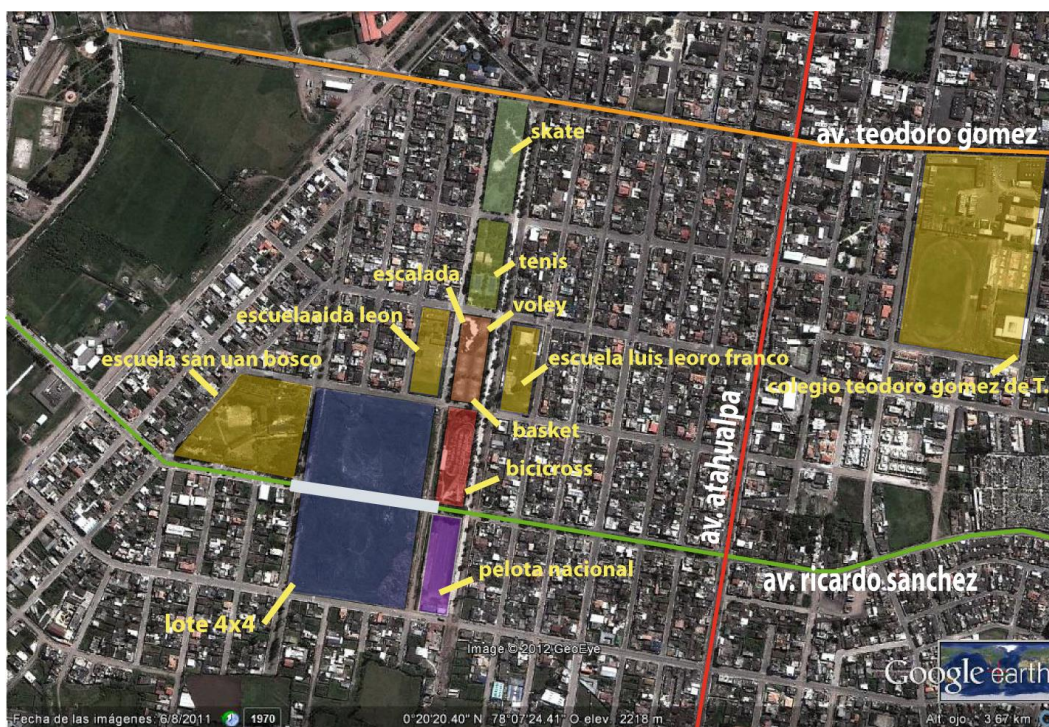 av. teodoro gomez
skate
tenis
escalada
voley
escuelaaida leon
escuela san uan bosco
escuela luis leoro franco
colegio teodoro gomez de T.
basket
bicicross
av. atahualpa
pelota nacional
av. ricardo sanchez
lote 4x4
Image © 2012 GeoEye
Google earth
Fecha de las imágenes: 6/8/2011 1970 0°20'20.40" N 78°07'24.41" O elev 2218 m Alt. ojo 3.67 km